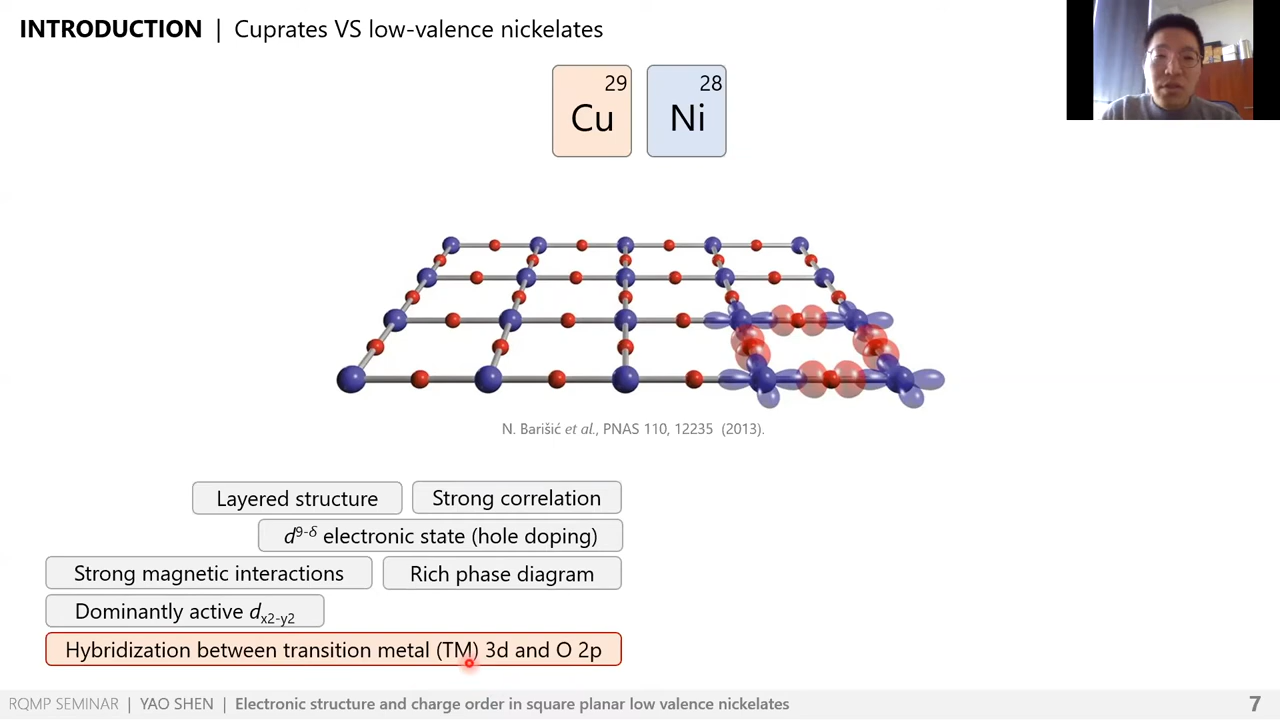 INTRODUCTION | Cuprates VS low-valence nickelates
29
Cu
28
Ni
N. Barišić et al., PNAS 110, 12235 (2013).
Layered structure
Strong correlation
d9-δ electronic state (hole doping)
Strong magnetic interactions
Rich phase diagram
Dominantly active dx2-y2
Hybridization between transition metal (TM) 3d and O 2p
RQMP SEMINAR | YAO SHEN | Electronic structure and charge order in square planar low valence nickelates
7